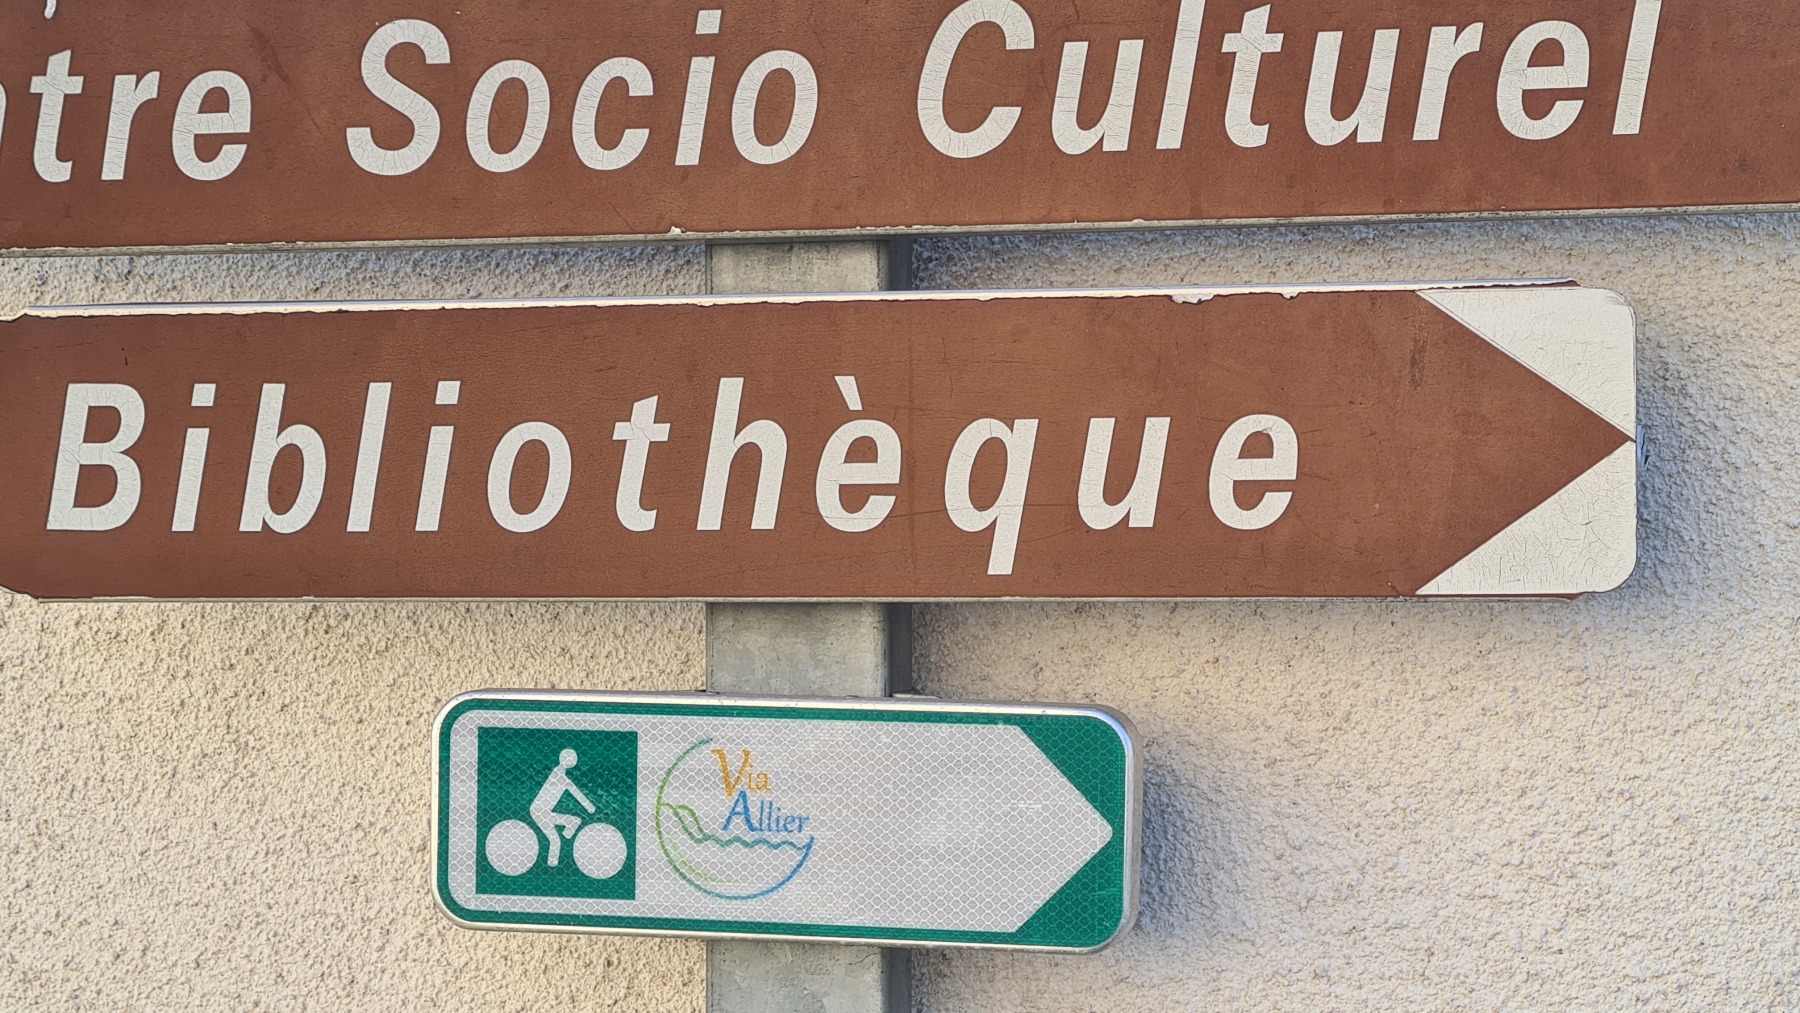 ntre Socio Culturel
Bibliothèque
Via
Allier